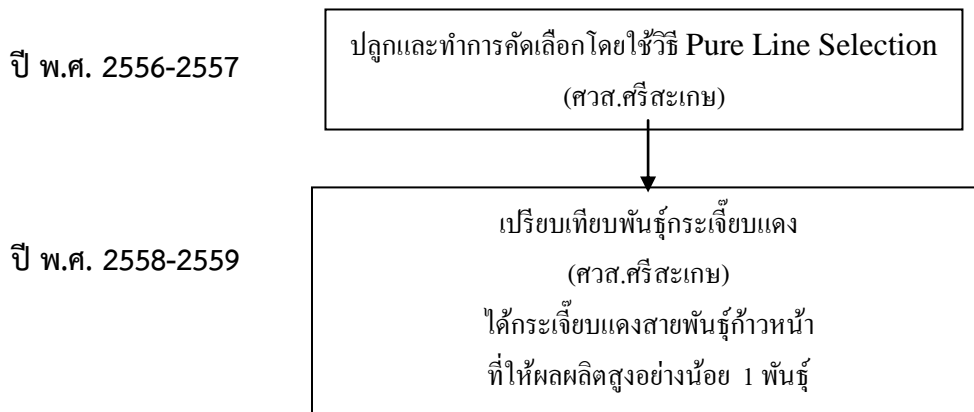 ปี พ.ศ. 2556-2557
ปลูกและทำการคัดเลือกโดยใช้วิธี Pure Line Selection
(ศวส.ศรีสะเกษ)
ปี พ.ศ. 2558-2559
เปรียบเทียบพันธุ์กระเจี๊ยบแดง
(ศวส.ศรีสะเกษ)
ได้กระเจี๊ยบแดงสายพันธุ์ก้าวหน้า
ที่ให้ผลผลิตสูงอย่างน้อย 1 พันธุ์